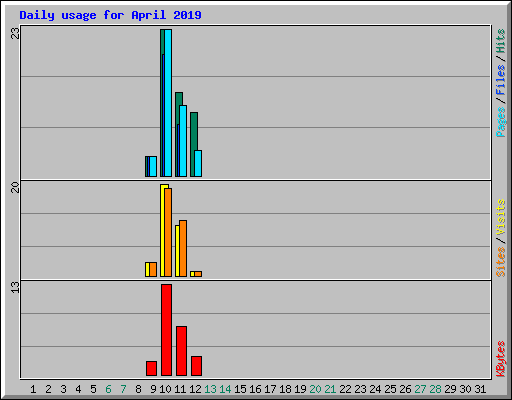 Daily usage for April 2019
23
20
13
Pages / Files / Hits
Sites / Visits
KBytes
1 2 3 4 5 6 7 8 9 10 11 12 13 14 15 16 17 18 19 20 21 22 23 24 25 26 27 28 29 30 31